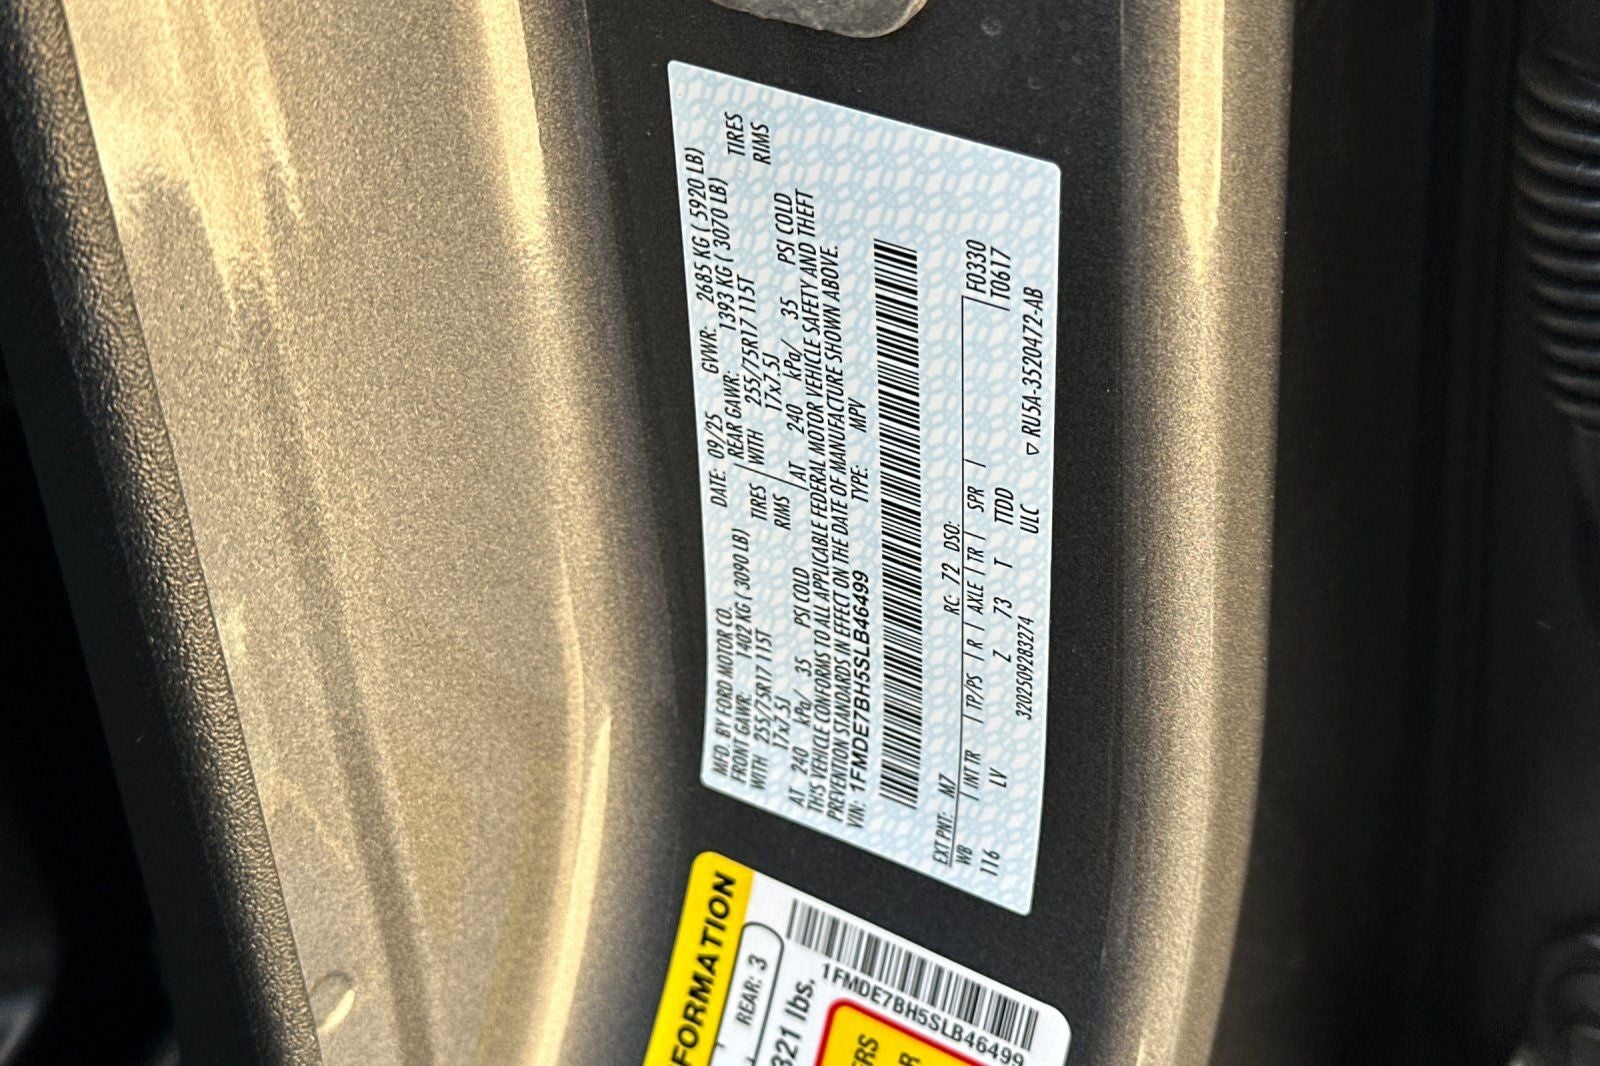 MFD. BY FORD MOTOR CO. DATE: 09/25 GVWR: 2685 KG ( 5920 LB)
FRONT GAWR: 1402 KG ( 3090 LB) REAR GAWR: 1393 KG ( 3070 LB)
WITH 255/75R17 115T TIRES WITH 255/75R17 115T TIRES
17x7.5J RIMS 17x7.5J RIMS
AT 240 kPa/ 35 PSI COLD AT 240 kPa/ 35 PSI COLD
THIS VEHICLE CONFORMS TO ALL APPLICABLE FEDERAL MOTOR VEHICLE SAFETY AND THEFT
PREVENTION STANDARDS IN EFFECT ON THE DATE OF MANUFACTURE SHOWN ABOVE.
VIN: 1FMDE7BH5SLB46499 TYPE: MPV
EXT PNT: M7 RC: 72 DSO: F0330
WB | INT TR | TP/PS | R | AXLE | TR | SPR | T0617
116 LV Z 73 T TTDD
3202509283274 ULC ▽ RU5A-3520472-AB
FORMATION
REAR: 3
321 lbs.
1FMDE7BH5SLB46499
ERS
R